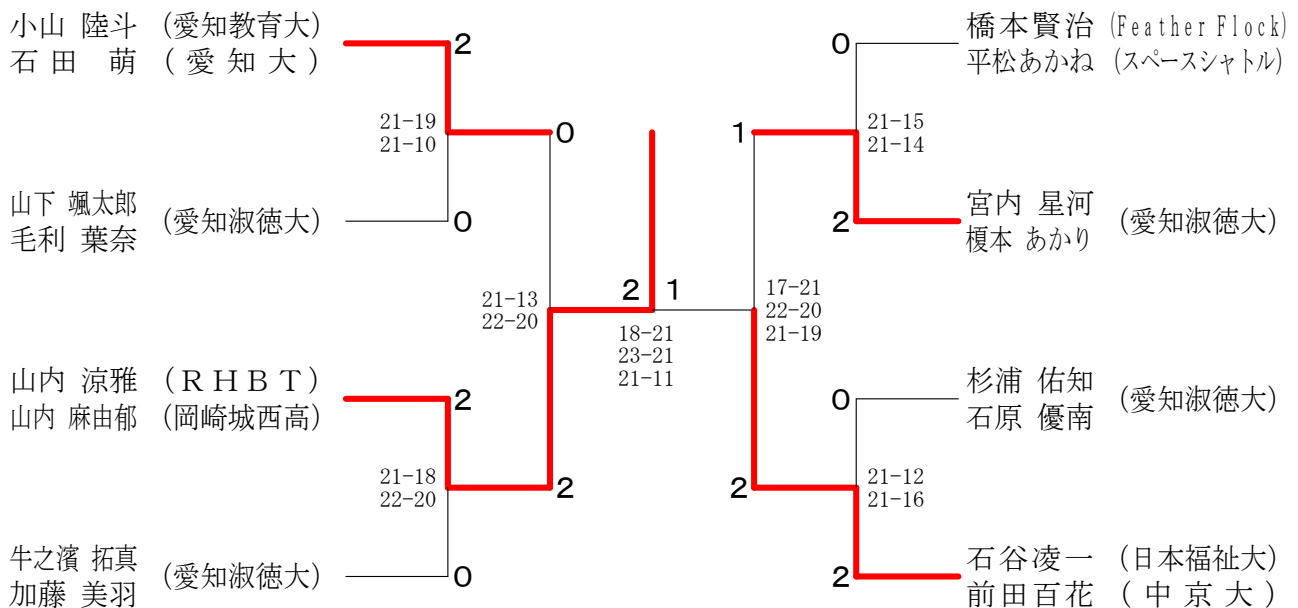 小山 陸斗 (愛知教育大)
石田 萌 (愛知大)
2
21-19
21-10
0
山下 颯太郎
毛利 葉奈 (愛知淑徳大)
0
21-13
22-20
山内 涼雅 (RHBT)
山内 麻由郁 (岡崎城西高)
2
21-18
22-20
2
牛之濱 拓真
加藤 美羽 (愛知淑徳大)
0
2 1
18-21
23-21
21-11
橋本賢治 (Feather Flock)
平松あかね (スペースシャトル)
0
1
21-15
21-14
宮内 星河
榎本 あかり (愛知淑徳大)
2
17-21
22-20
21-19
杉浦 佑知
石原 優南 (愛知淑徳大)
0
2
21-12
21-16
石谷凌一 (日本福祉大)
前田百花 (中京大)
2